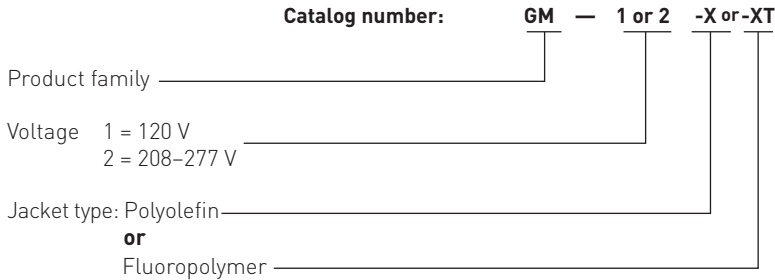 Catalog number: GM — 1 or 2 -X or -XT
Product family
Voltage 1 = 120 V
2 = 208–277 V
Jacket type: Polyolefin
or
Fluoropolymer